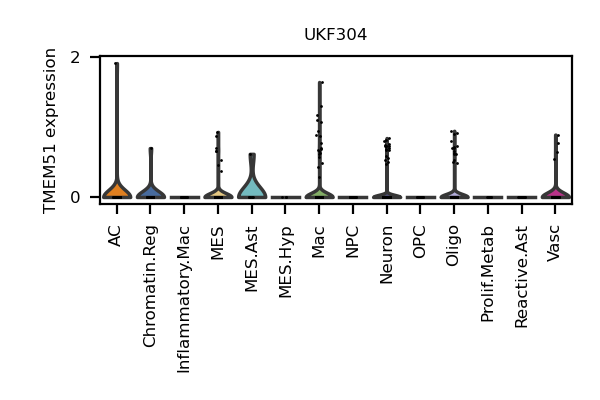 UKF304
TMEM51 expression
2
0
AC
Chromatin.Reg
Inflammatory.Mac
MES
MES.Ast
MES.Hyp
Mac
NPC
Neuron
OPC
Oligo
Prolif.Metab
Reactive.Ast
Vasc